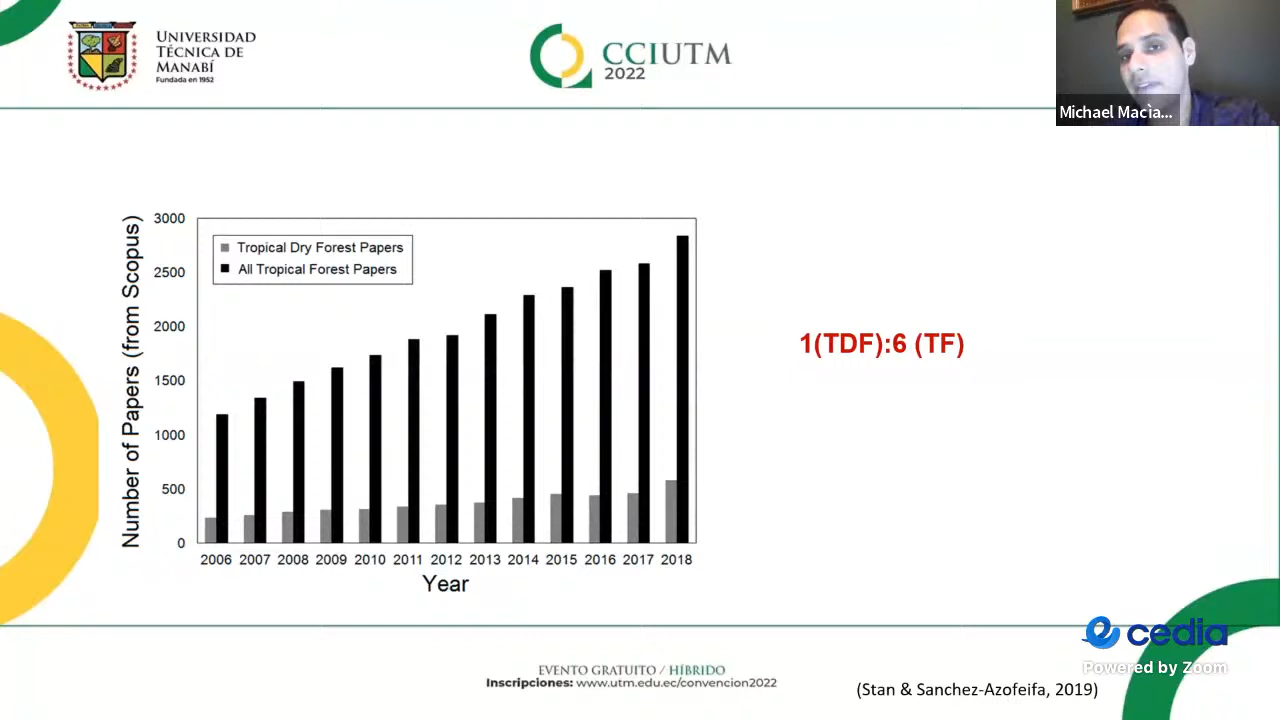 UNIVERSIDAD
TÉCNICA DE
MANABÍ
Fundada en 1952
CCIUTM
2022
Michael Macìa...
Number of Papers (from Scopus)
3000
2500
2000
1500
1000
500
0
Tropical Dry Forest Papers
All Tropical Forest Papers
2006 2007 2008 2009 2010 2011 2012 2013 2014 2015 2016 2017 2018
Year
1(TDF):6 (TF)
cedia
Powered by Zoom
EVENTO GRATUITO / HÍBRIDO
Inscripciones: www.utm.edu.ec/convencion2022
(Stan & Sanchez-Azofeifa, 2019)